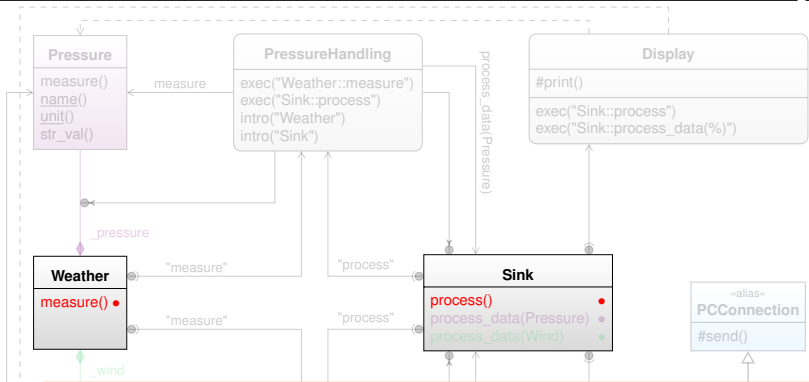 Pressure
measure()
name()
unit()
str_val()
measure
PressureHandling
exec("Weather::measure")
exec("Sink::process")
intro("Weather")
intro("Sink")
process_data(Pressure)
Display
#print()
exec("Sink::process")
exec("Sink::process_data(%)")
_pressure
Weather
measure()
"measure"
"measure"
"process"
"process"
Sink
process()
process_data(Pressure)
process_data(Wind)
«alias»
PCConnection
#send()
_wind